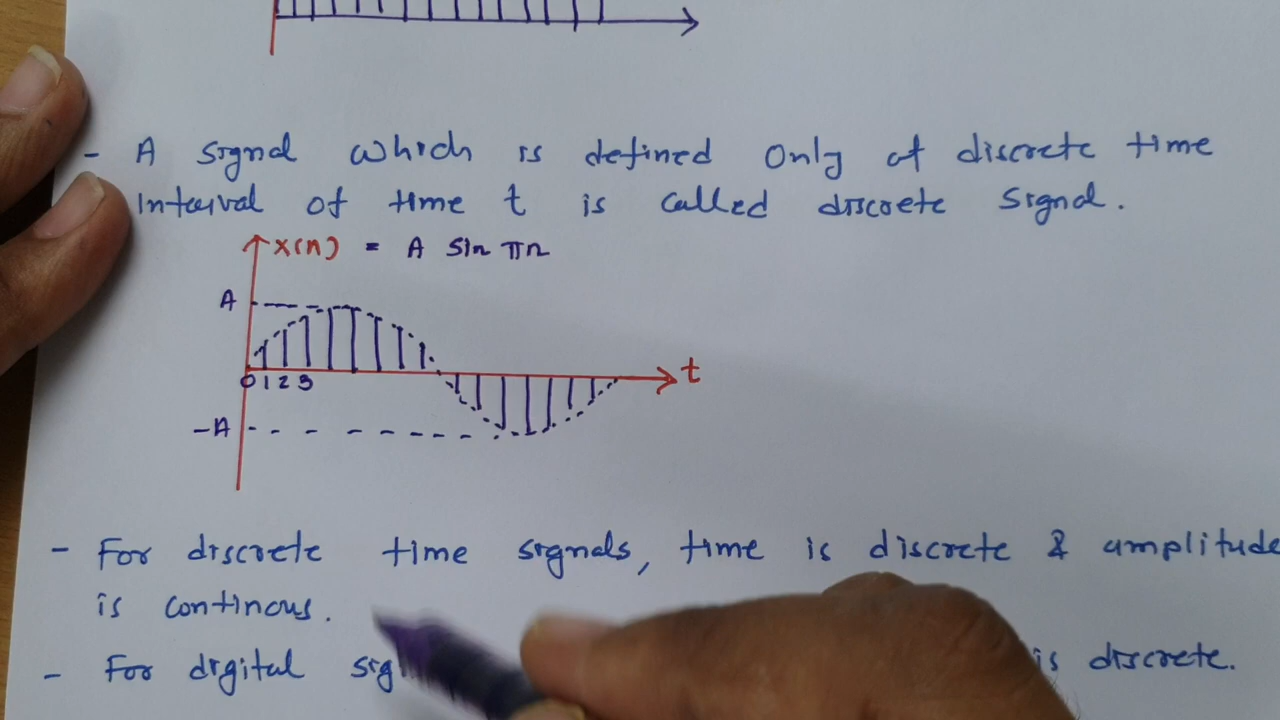 - A signal which is defined only at discrete time
interval of time t is called discrete signal.
x(n) = A sin πn
A
0 1 2 3
t
-A
- For discrete time signals, time is discrete & amplitude
is continous.
- For digital is discrete.